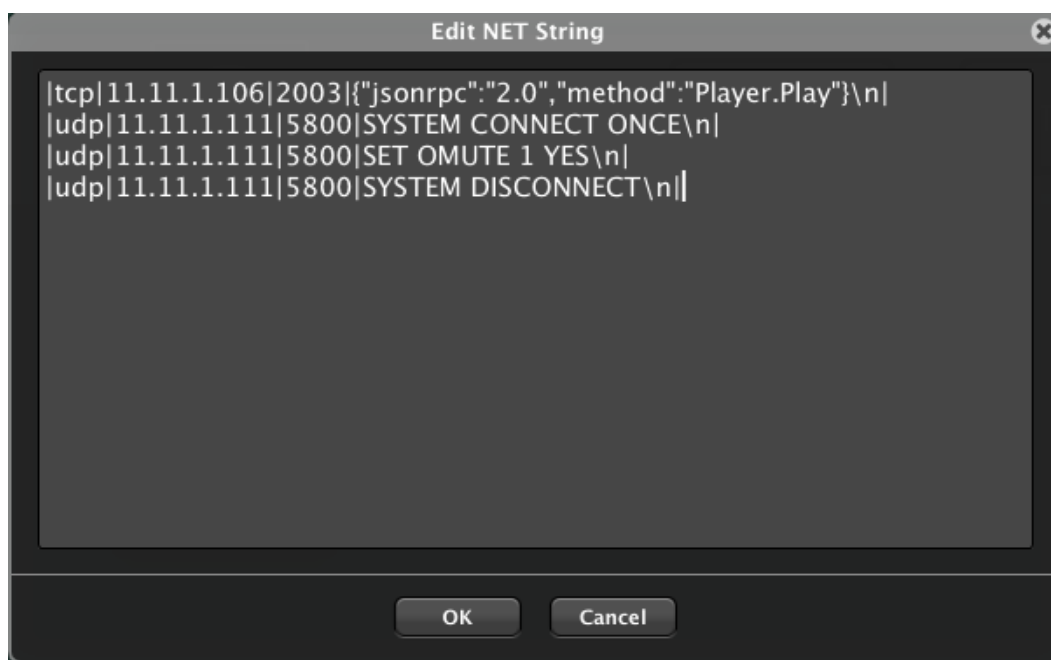 Edit NET String
|tcp|11.11.1.106|2003|{"jsonrpc":"2.0","method":"Player.Play"}\n|
|udp|11.11.1.111|5800|SYSTEM CONNECT ONCE\n|
|udp|11.11.1.111|5800|SET OMUTE 1 YES\n|
|udp|11.11.1.111|5800|SYSTEM DISCONNECT\n|
OK Cancel